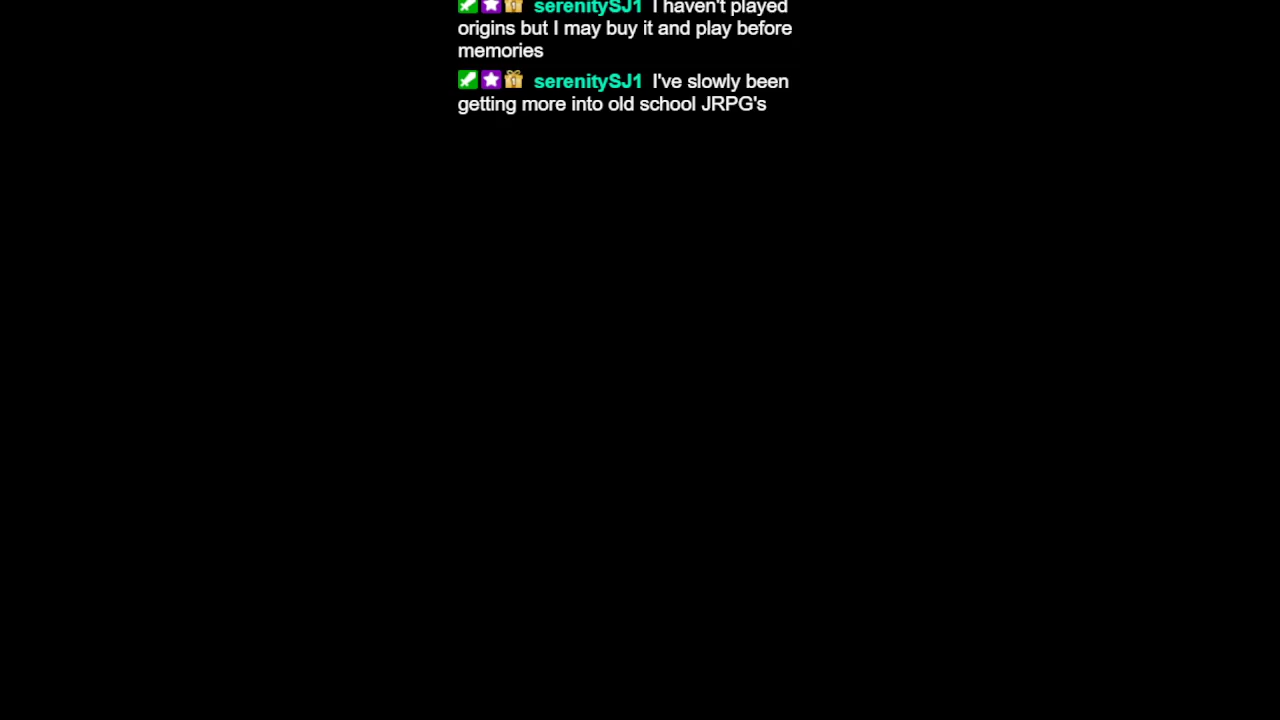 serenitySJ1 I haven't played
origins but I may buy it and play before
memories
serenitySJ1 I've slowly been
getting more into old school JRPG's